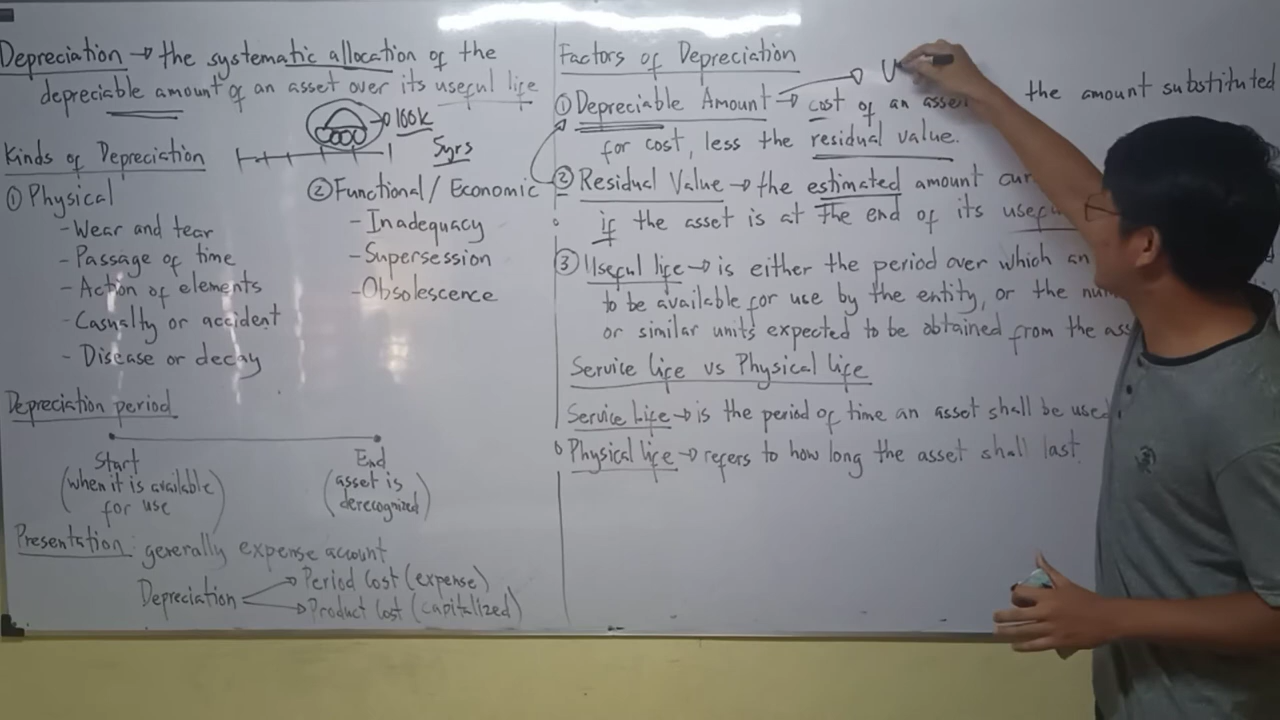 Depreciation → the systematic allocation of the
depreciable amount of an asset over its useful life
→ 100k
5yrs
Kinds of Depreciation
① Physical
- Wear and tear
- Passage of time
- Action of elements
- Casualty or accident
- Disease or decay
② Functional / Economic
- Inadequacy
- Supersession
- Obsolescence
Depreciation period
Start
(when it is available
for use)
End
(asset is
derecognized)
Presentation: generally expense account
Depreciation → Period Cost (expense)
→ Product Cost (capitalized)
Factors of Depreciation
① Depreciable Amount → cost of an asse the amount substituted
for cost, less the residual value.
② Residual Value → the estimated amount cur
if the asset is at the end of its
③ Useful life → is either the period over which an
to be available for use by the entity, or the
or similar units expected to be obtained from the
Service life vs Physical life
Service Life → is the period of time an asset shall be used
Physical life → refers to how long the asset shall last.